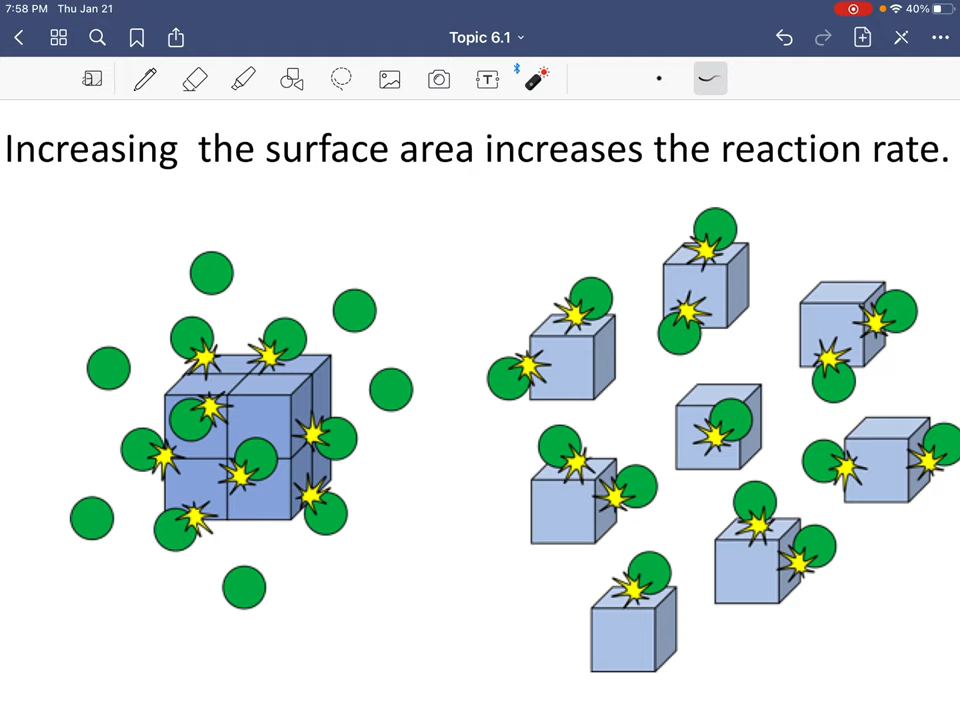 7:58 PM Thu Jan 21
40%
Topic 6.1
T
Increasing the surface area increases the reaction rate.